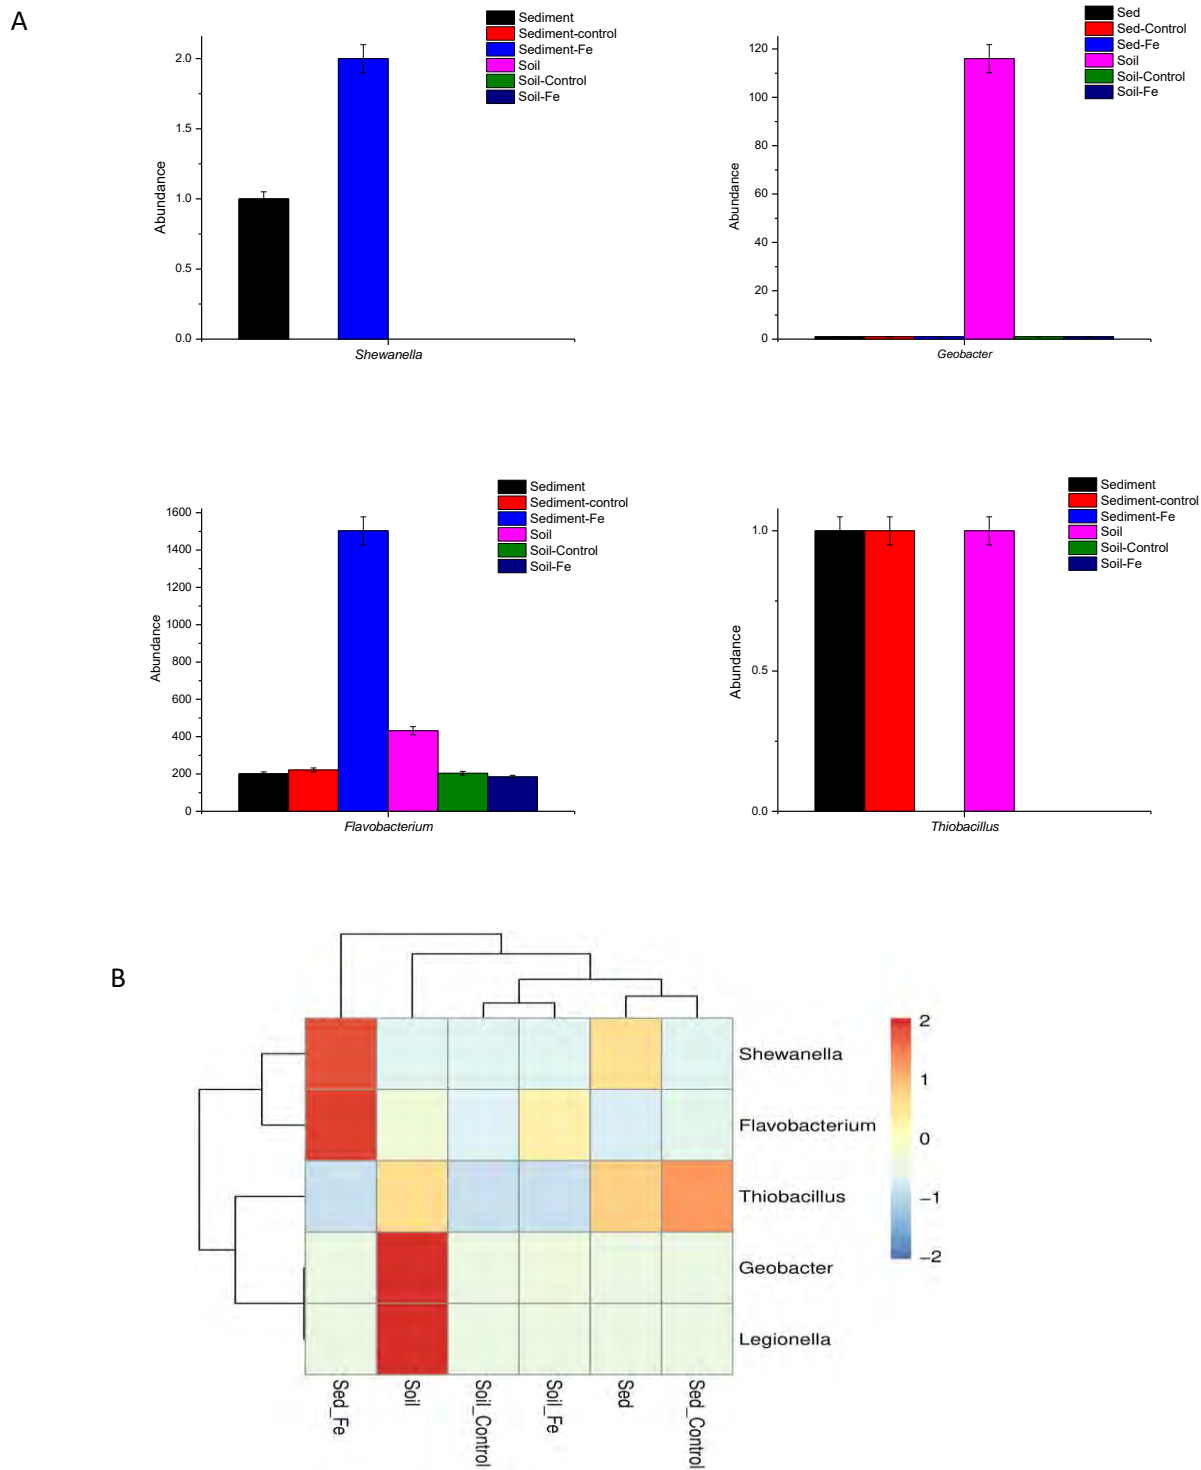 A
Sediment
Sediment-control
Sediment-Fe
Soil
Soil-Control
Soil-Fe
2.0
1.5
1.0
0.5
0.0
Abundance
Shewanella
Sed
Sed-Control
Sed-Fe
Soil
Soil-Control
Soil-Fe
120
100
80
60
40
20
0
Abundance
Geobacter
Sediment
Sediment-control
Sediment-Fe
Soil
Soil-Control
Soil-Fe
1600
1400
1200
1000
800
600
400
200
0
Abundance
Flavobacterium
Sediment
Sediment-control
Sediment-Fe
Soil
Soil-Control
Soil-Fe
1.0
0.5
0.0
Abundance
Thiobacillus
B
Shewanella
Flavobacterium
Thiobacillus
Geobacter
Legionella
2
1
0
−1
−2
Sed_Fe
Soil
Soil_Control
Soil_Fe
Sed
Sed_Control